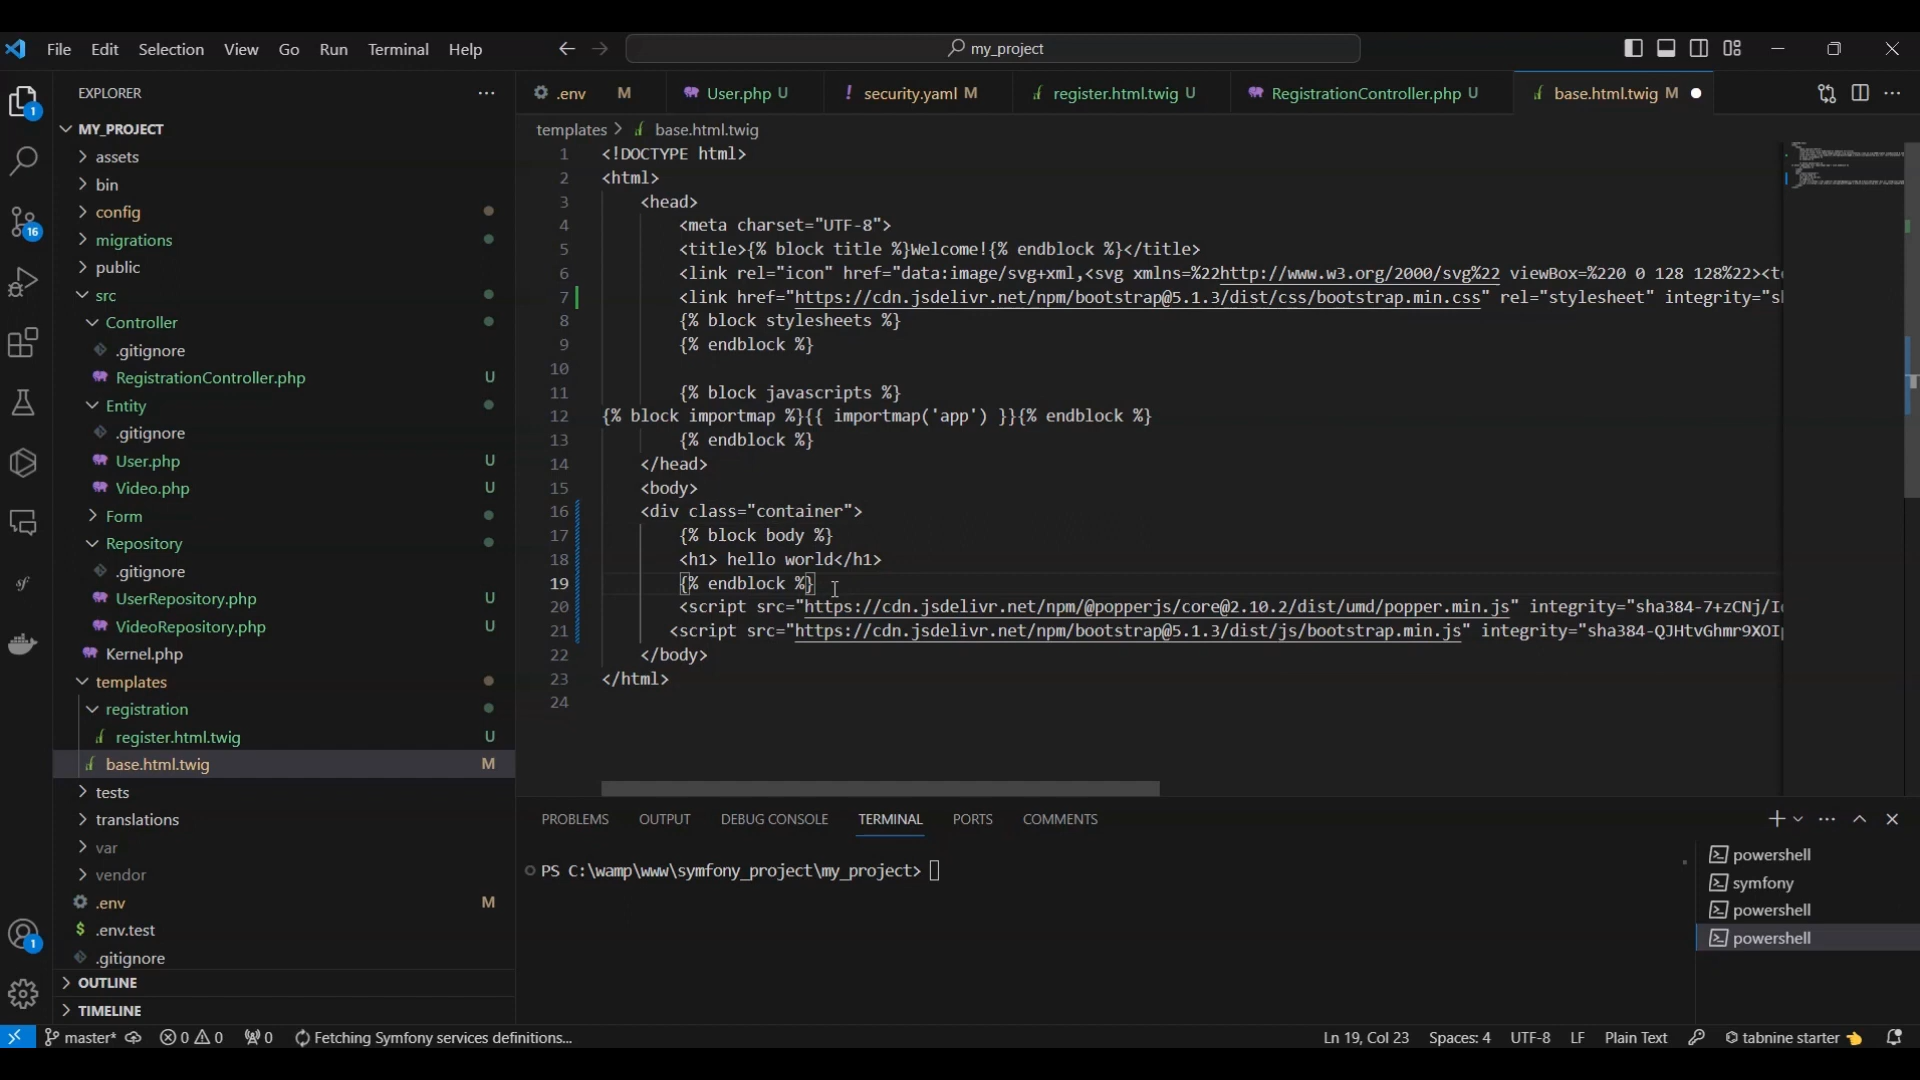 File Edit Selection View Go Run Terminal Help
my_project
EXPLORER
.env M
User.php U
! security.yaml M
register.html.twig U
RegistrationController.php U
base.html.twig M
templates > base.html.twig
MY_PROJECT
assets
bin
config
migrations
public
src
Controller
.gitignore
RegistrationController.php U
Entity
.gitignore
User.php U
Video.php U
Form
Repository
.gitignore
UserRepository.php U
VideoRepository.php U
Kernel.php
templates
registration
register.html.twig U
base.html.twig M
tests
translations
var
vendor
.env M
$ .env.test
.gitignore
OUTLINE
TIMELINE
1
16
1
1 <!DOCTYPE html>
2 <html>
3 <head>
4 <meta charset="UTF-8">
5 <title>{% block title %}Welcome!{% endblock %}</title>
6 <link rel="icon" href="data:image/svg+xml,<svg xmlns=%22http://www.w3.org/2000/svg%22 viewBox=%220 0 128 128%22><te
7 <link href="https://cdn.jsdelivr.net/npm/bootstrap@5.1.3/dist/css/bootstrap.min.css" rel="stylesheet" integrity="sh
8 {% block stylesheets %}
9 {% endblock %}
10
11 {% block javascripts %}
12 {% block importmap %}{{ importmap('app') }}{% endblock %}
13 {% endblock %}
14 </head>
15 <body>
16 <div class="container">
17 {% block body %}
18 <h1> hello world</h1>
19 {% endblock %}
20 <script src="https://cdn.jsdelivr.net/npm/@popperjs/core@2.10.2/dist/umd/popper.min.js" integrity="sha384-7+zCNj/I
21 <script src="https://cdn.jsdelivr.net/npm/bootstrap@5.1.3/dist/js/bootstrap.min.js" integrity="sha384-QJHtvGhmr9XOI
22 </body>
23 </html>
24
PROBLEMS OUTPUT DEBUG CONSOLE TERMINAL PORTS COMMENTS
PS C:\wamp\www\symfony_project\my_project>
powershell
symfony
powershell
powershell
master* 0 0 0 Fetching Symfony services definitions... Ln 19, Col 23 Spaces: 4 UTF-8 LF Plain Text tabnine starter